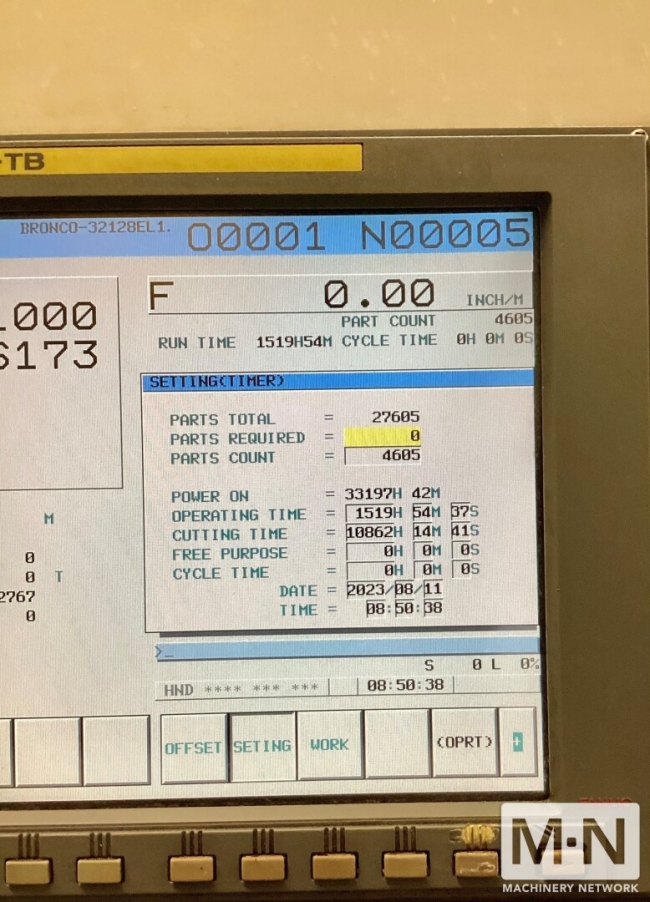 -TB
BRONCO-32128EL1. O0001 N00005
.000
6173
F 0.00 INCH/M
PART COUNT 4605
RUN TIME 1519H54M CYCLE TIME 0H 0M 0S
SETTING(TIMER)
PARTS TOTAL = 27605
PARTS REQUIRED = 0
PARTS COUNT = 4605
POWER ON = 33197H 42M
OPERATING TIME = 1519H 54M 37S
CUTTING TIME = 10862H 14M 41S
FREE PURPOSE = 0H 0M 0S
CYCLE TIME = 0H 0M 0S
DATE = 2023/08/11
TIME = 08:50:38
M
0
0 T
2767
0
>_
S 0 L 0%
HND **** *** *** 08:50:38
OFFSET SETING WORK (OPRT) +
M·N
MACHINERY NETWORK